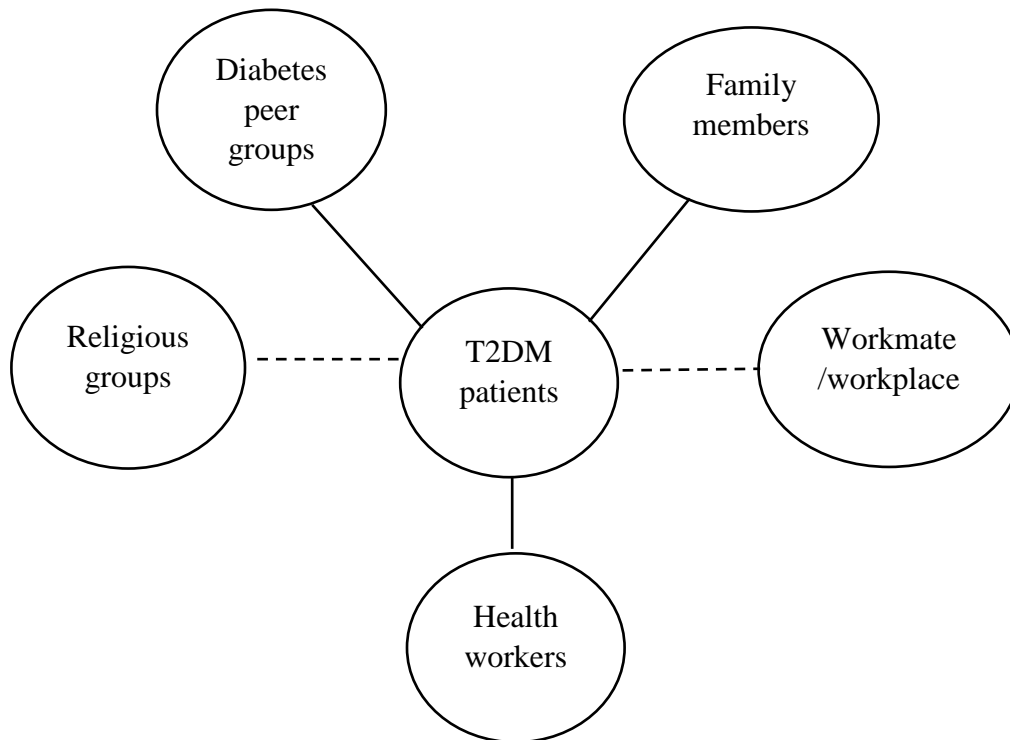 Diabetes
peer
groups
Family
members
Religious
groups
T2DM
patients
Workmate
/workplace
Health
workers